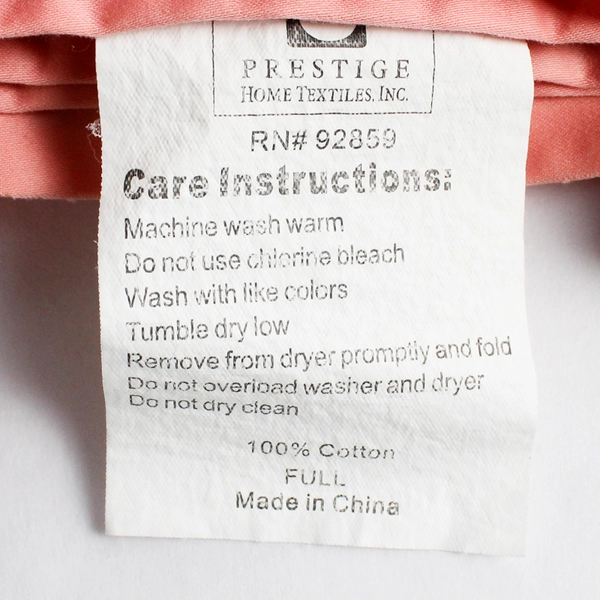 PRESTIGE
HOME TEXTILES, INC.
RN# 92859
Care Instructions:
Machine wash warm
Do not use chlorine bleach
Wash with like colors
Tumble dry low
Remove from dryer promptly and fold
Do not overload washer and dryer
Do not dry clean
100% Cotton
FULL
Made in China